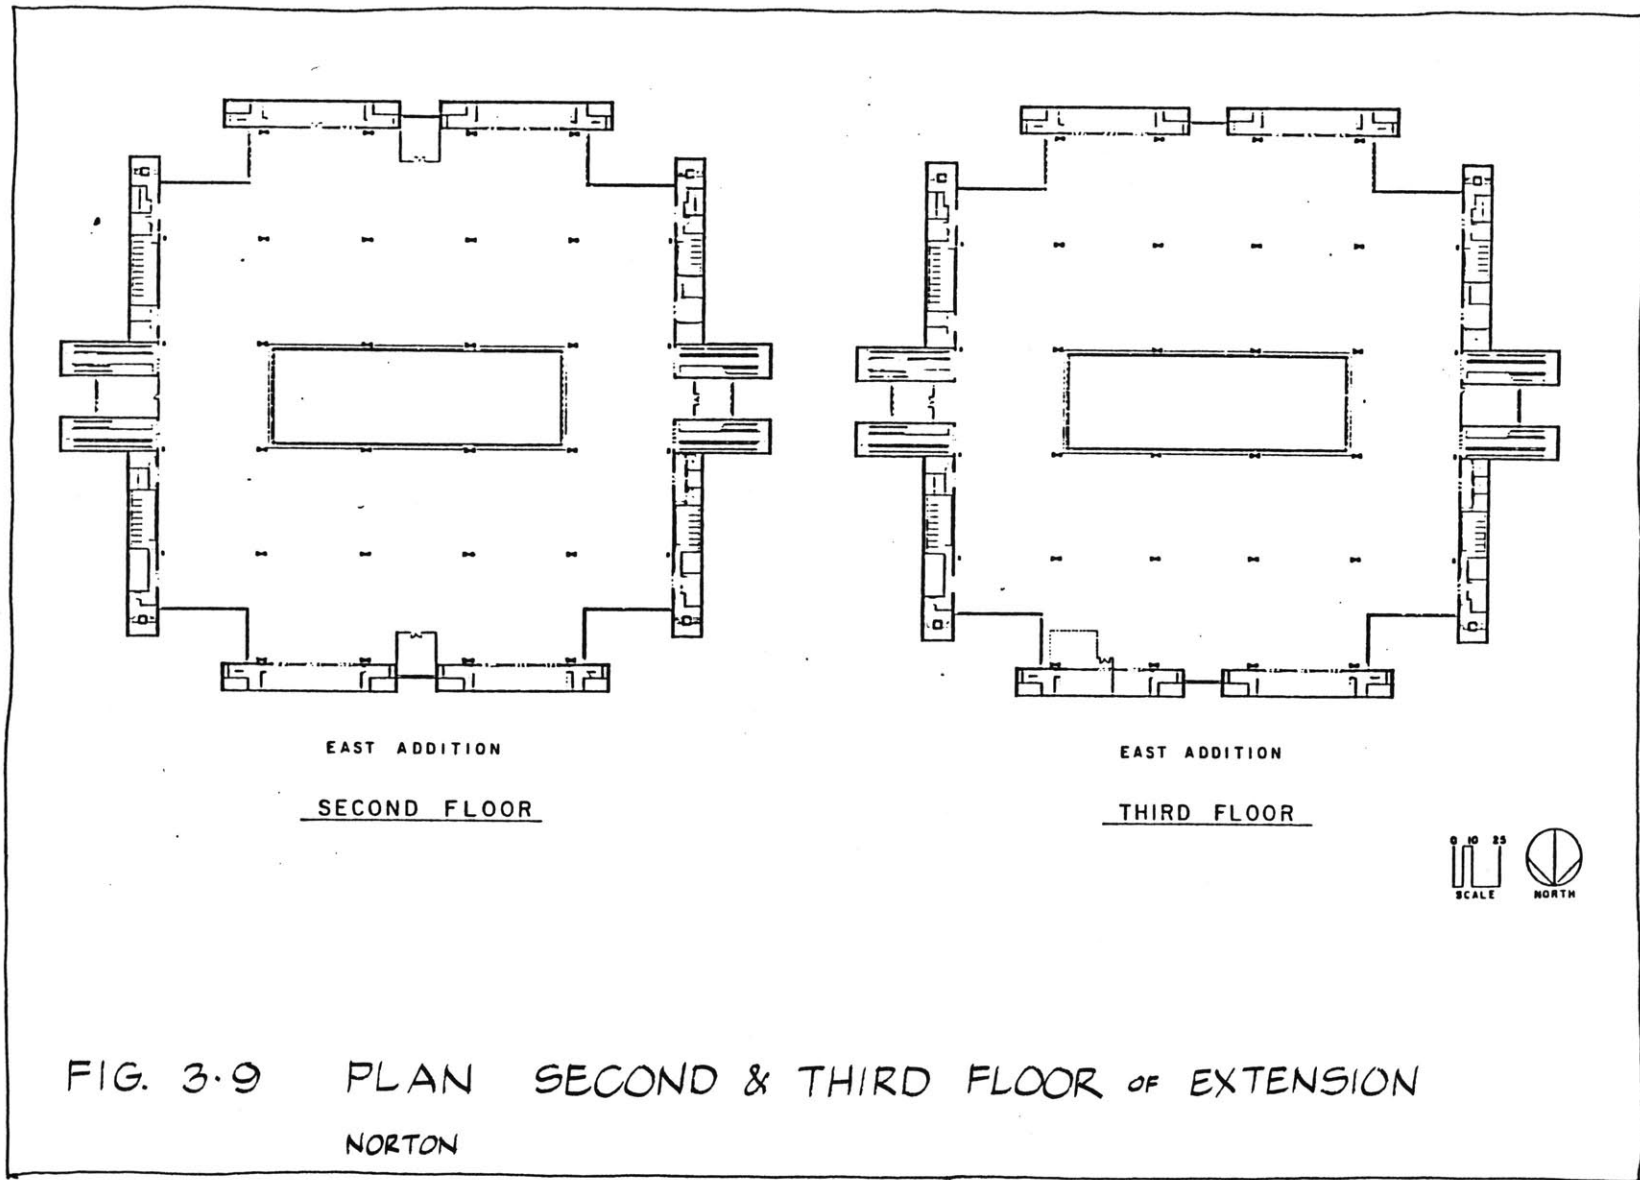 EAST ADDITION
SECOND FLOOR
EAST ADDITION
THIRD FLOOR
0 10 25
SCALE
NORTH
FIG. 3.9 PLAN SECOND & THIRD FLOOR OF EXTENSION
NORTON